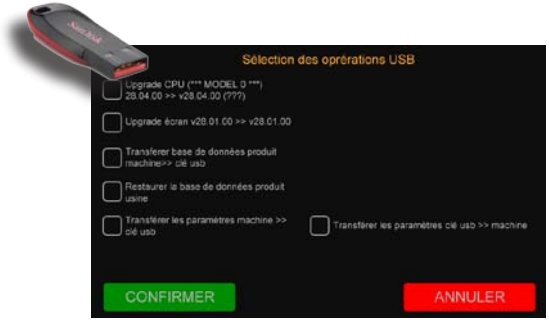 SanDisk
Sélection des oprérations USB
Upgrade CPU (*** MODEL 0 ***)
28.04.00 >> v28.04.00 (???)
Upgrade écran v28.01.00 >> v28.01.00
Transferer base de données produit
machine>> clé usb
Restaurer la base de données produit
usine
Transférer les paramètres machine >>
clé usb
Transférer les paramètres clé usb >> machine
CONFIRMER
ANNULER